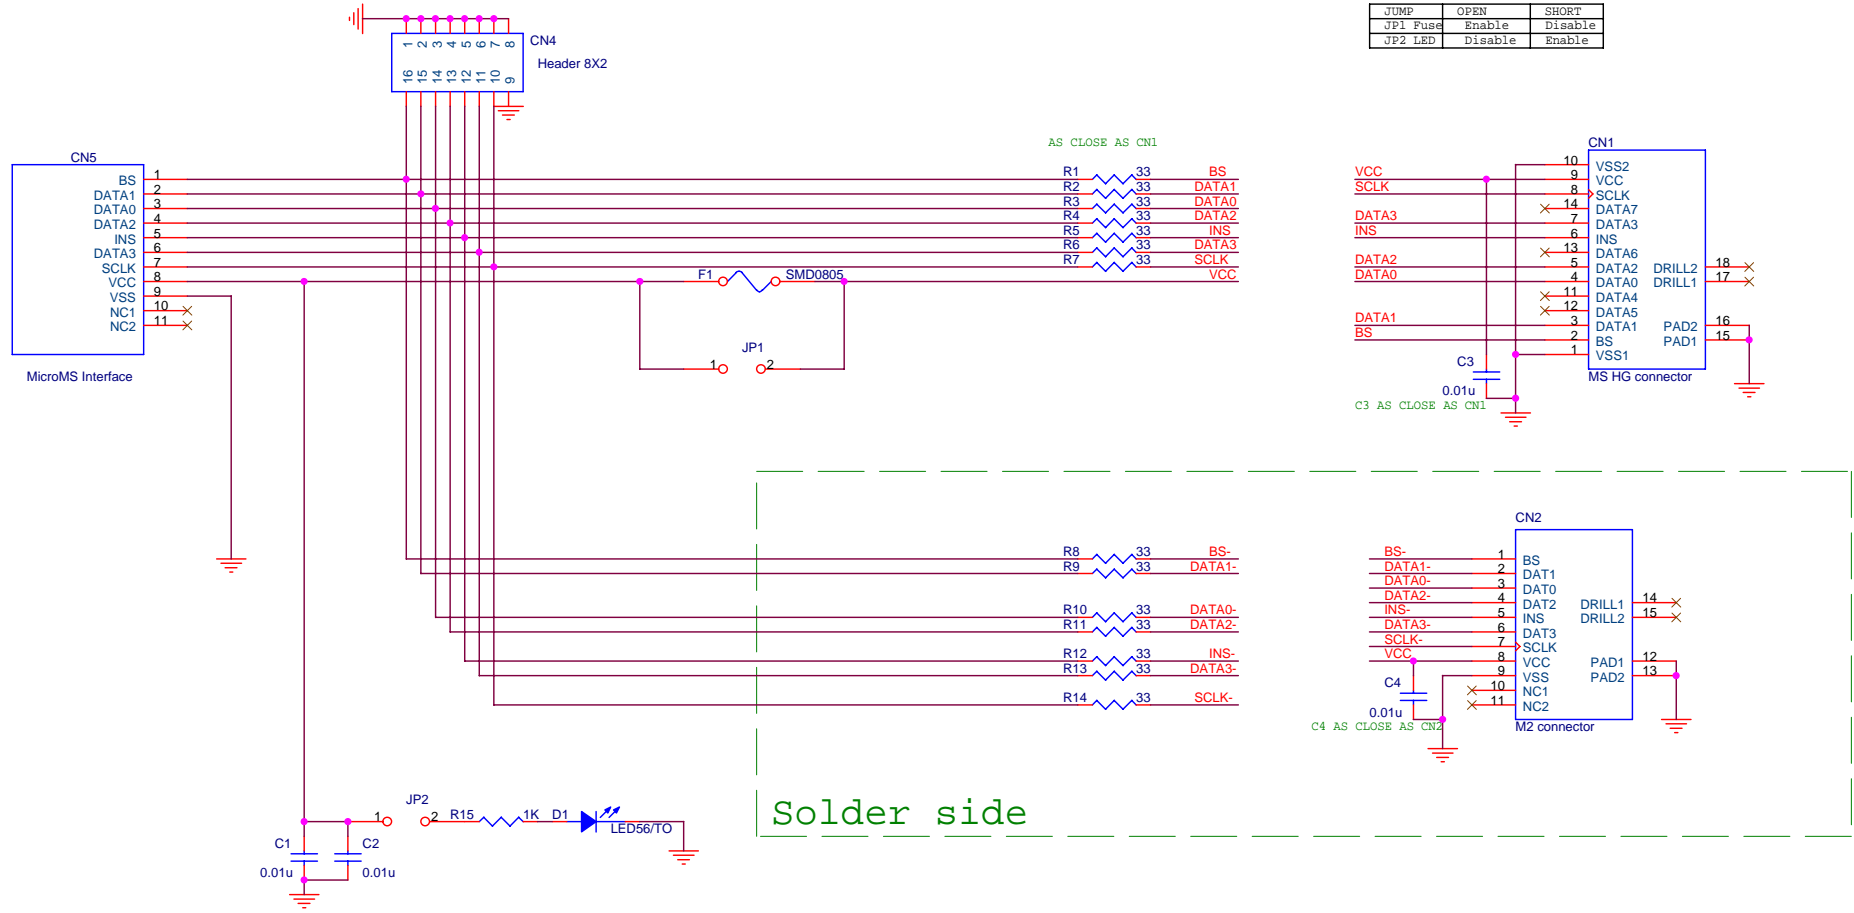 JUMP OPEN SHORT
JP1 Fuse Enable Disable
JP2 LED Disable Enable
CN4
Header 8X2
1 2 3 4 5 6 7 8
16 15 14 13 12 11 10 9
CN5
BS 1
DATA1 2
DATA0 3
DATA2 4
INS 5
DATA3 6
SCLK 7
VCC 8
VSS 9
NC1 10
NC2 11
MicroMS Interface
AS CLOSE AS CN1
R1 33 BS
R2 33 DATA1
R3 33 DATA0
R4 33 DATA2
R5 33 INS
R6 33 DATA3
R7 33 SCLK
F1 SMD0805 VCC
JP1
1 2
CN1
VCC
SCLK
DATA3
INS
DATA2
DATA0
DATA1
BS
10 VSS2
9 VCC
8 SCLK
14 DATA7
7 DATA3
6 INS
13 DATA6
5 DATA2
4 DATA0
11 DATA4
12 DATA5
3 DATA1
2 BS
1 VSS1
DRILL2 18
DRILL1 17
PAD2 16
PAD1 15
MS HG connector
C3
0.01u
C3 AS CLOSE AS CN1
R8 33 BS-
R9 33 DATA1-
R10 33 DATA0-
R11 33 DATA2-
R12 33 INS-
R13 33 DATA3-
R14 33 SCLK-
CN2
BS- 1 BS
DATA1- 2 DAT1
DATA0- 3 DAT0
DATA2- 4 DAT2
INS- 5 INS
DATA3- 6 DAT3
SCLK- 7 SCLK
VCC 8 VCC
9 VSS
10 NC1
11 NC2
DRILL1 14
DRILL2 15
PAD1 12
PAD2 13
M2 connector
C4
0.01u
C4 AS CLOSE AS CN2
Solder side
JP2
1 2
R15 1K
D1
LED56/TO
C1
0.01u
C2
0.01u